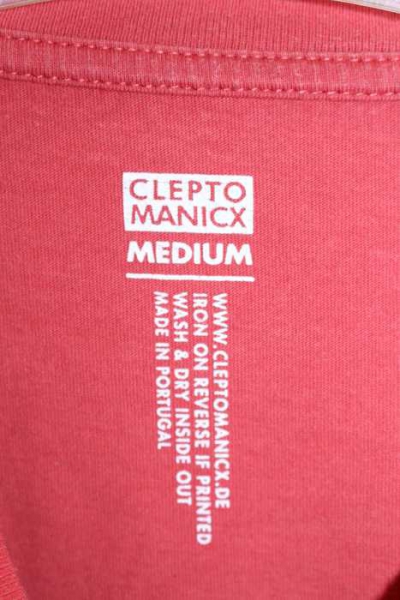 CLEPTO
MANICX
MEDIUM
WWW.CLEPTOMANICX.DE
IRON ON REVERSE IF PRINTED
WASH & DRY INSIDE OUT
MADE IN PORTUGAL